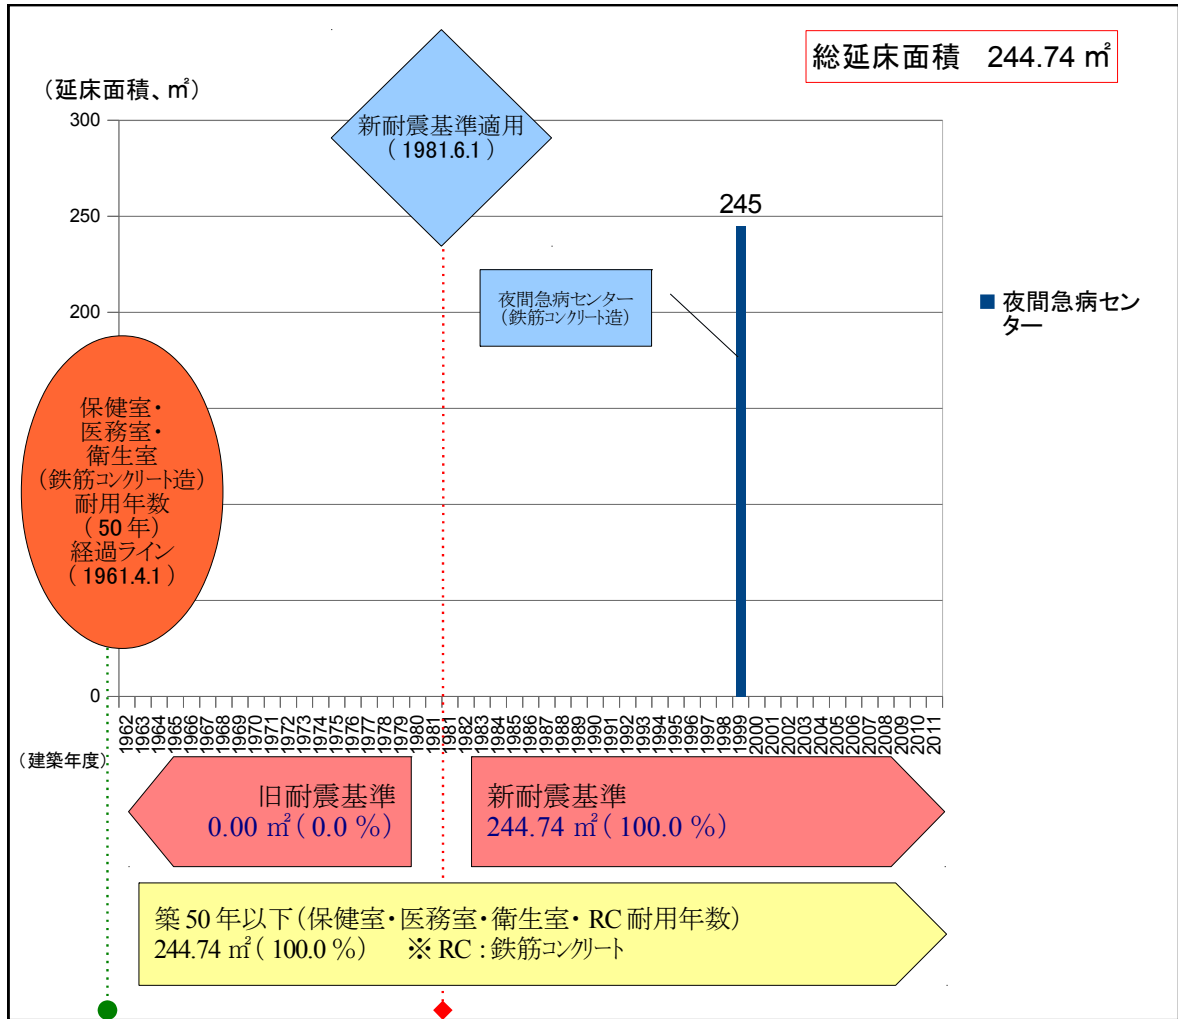 総延床面積 244.74 ㎡
(延床面積、㎡)
300
250
200
0
新耐震基準適用
( 1981.6.1 )
245
夜間急病センター
(鉄筋コンクリート造)
夜間急病セン
ター
保健室・
医務室・
衛生室
(鉄筋コンクリート造)
耐用年数
( 50 年)
経過ライン
( 1961.4.1 )
1962
1963
1964
1965
1966
1967
1968
1969
1970
1971
1972
1973
1974
1975
1976
1977
1978
1979
1980
1981
1981
1982
1983
1984
1985
1986
1987
1988
1989
1990
1991
1992
1993
1994
1995
1996
1997
1998
1999
2000
2001
2002
2003
2004
2005
2006
2007
2008
2009
2010
2011
(建築年度)
旧耐震基準
0.00 ㎡( 0.0 %)
新耐震基準
244.74 ㎡( 100.0 %)
築 50 年以下(保健室・医務室・衛生室・ RC 耐用年数)
244.74 ㎡( 100.0 %) ※ RC : 鉄筋コンクリート